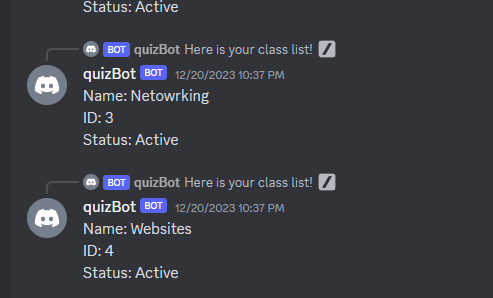 Status: Active
BOT quizBot Here is your class list!
quizBot BOT 12/20/2023 10:37 PM
Name: Netowrking
ID: 3
Status: Active
BOT quizBot Here is your class list!
quizBot BOT 12/20/2023 10:37 PM
Name: Websites
ID: 4
Status: Active